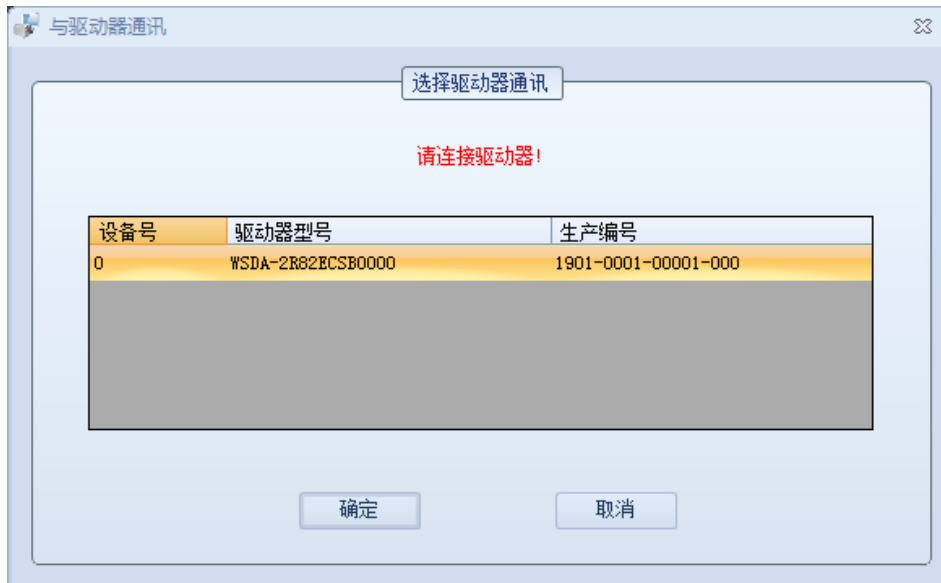 与驱动器通讯
选择驱动器通讯
请连接驱动器!
设备号 驱动器型号 生产编号
0 WSDA-2R82ECSB0000 1901-0001-00001-000
确定 取消